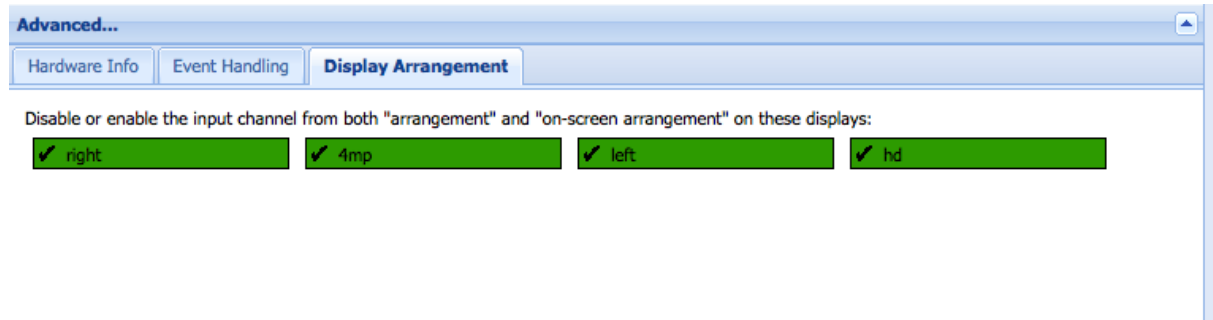 Advanced...
Hardware Info Event Handling Display Arrangement
Disable or enable the input channel from both "arrangement" and "on-screen arrangement" on these displays:
✔ right ✔ 4mp ✔ left ✔ hd